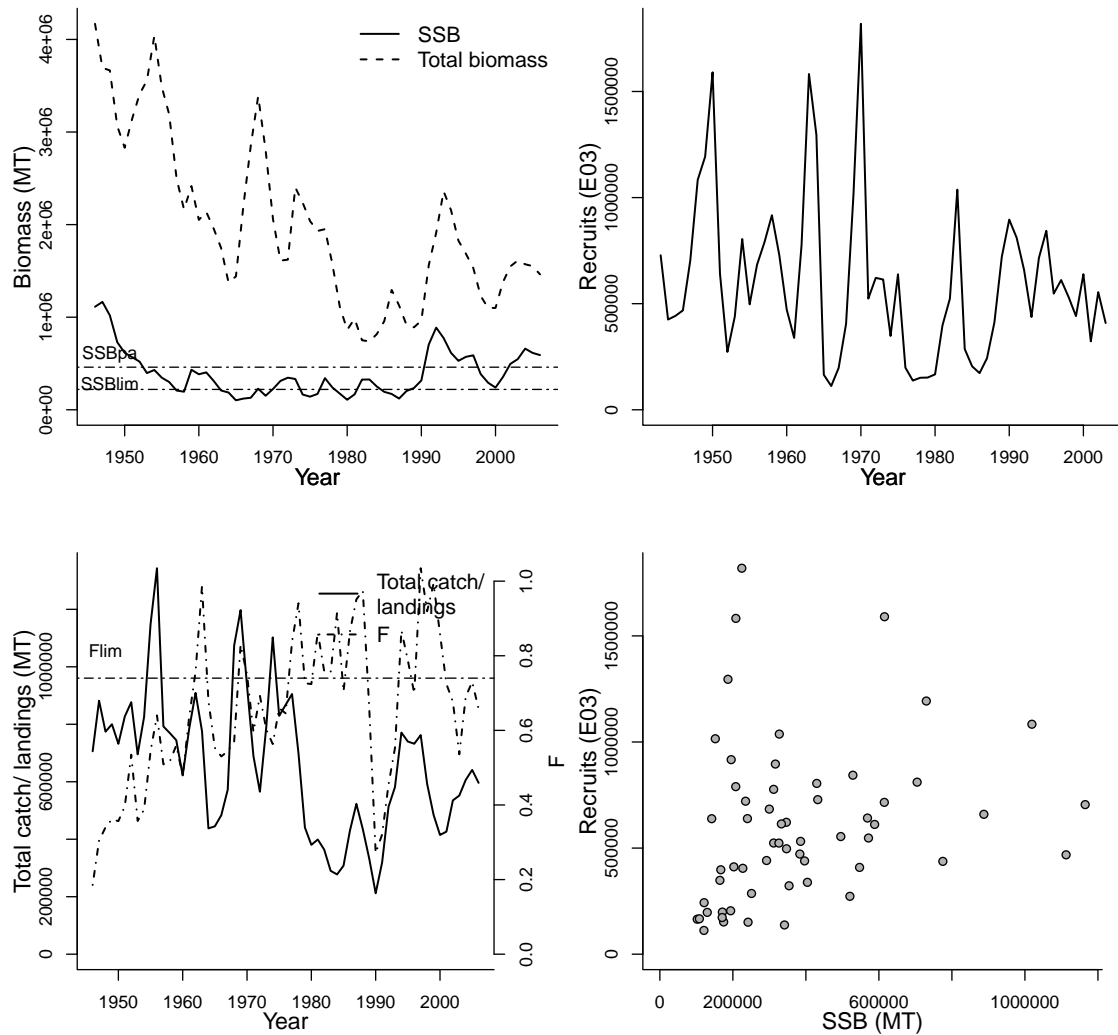 SSB
Total biomass
4e+06
3e+06
2e+06
1e+06
0e+00
Biomass (MT)
SSBpa
SSBlim
1950 1960 1970 1980 1990 2000
Year
1500000
1000000
500000
0
Recruits (E03)
1950 1960 1970 1980 1990 2000
Year
Total catch/
landings
F
Flim
1000000
600000
200000
0
Total catch/ landings (MT)
1.0
0.8
0.6
0.4
0.2
0.0
F
1950 1960 1970 1980 1990 2000
Year
1500000
1000000
500000
0
Recruits (E03)
0 200000 600000 1000000
SSB (MT)